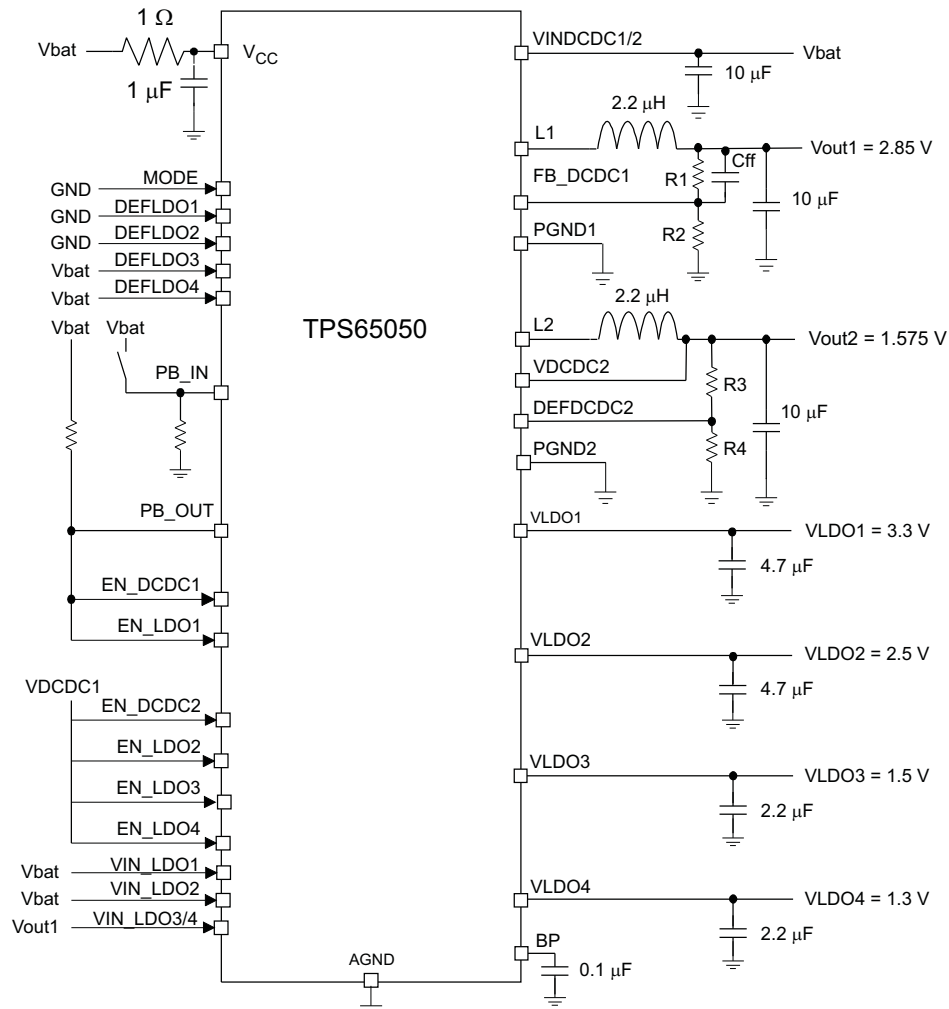 1 Ω
Vbat
VCC
1 μF
VINDCDC1/2
Vbat
10 μF
2.2 μH
L1
Vout1 = 2.85 V
Cff
FB_DCDC1
R1
10 μF
R2
PGND1
GND
MODE
GND
DEFLDO1
GND
DEFLDO2
Vbat
DEFLDO3
Vbat
DEFLDO4
Vbat
Vbat
PB_IN
TPS65050
2.2 μH
L2
Vout2 = 1.575 V
VDCDC2
R3
DEFDCDC2
10 μF
R4
PGND2
PB_OUT
VLDO1
VLDO1 = 3.3 V
4.7 μF
EN_DCDC1
EN_LDO1
VLDO2
VLDO2 = 2.5 V
4.7 μF
VDCDC1
EN_DCDC2
EN_LDO2
EN_LDO3
EN_LDO4
VLDO3
VLDO3 = 1.5 V
2.2 μF
Vbat
VIN_LDO1
Vbat
VIN_LDO2
Vout1
VIN_LDO3/4
VLDO4
VLDO4 = 1.3 V
2.2 μF
BP
0.1 μF
AGND